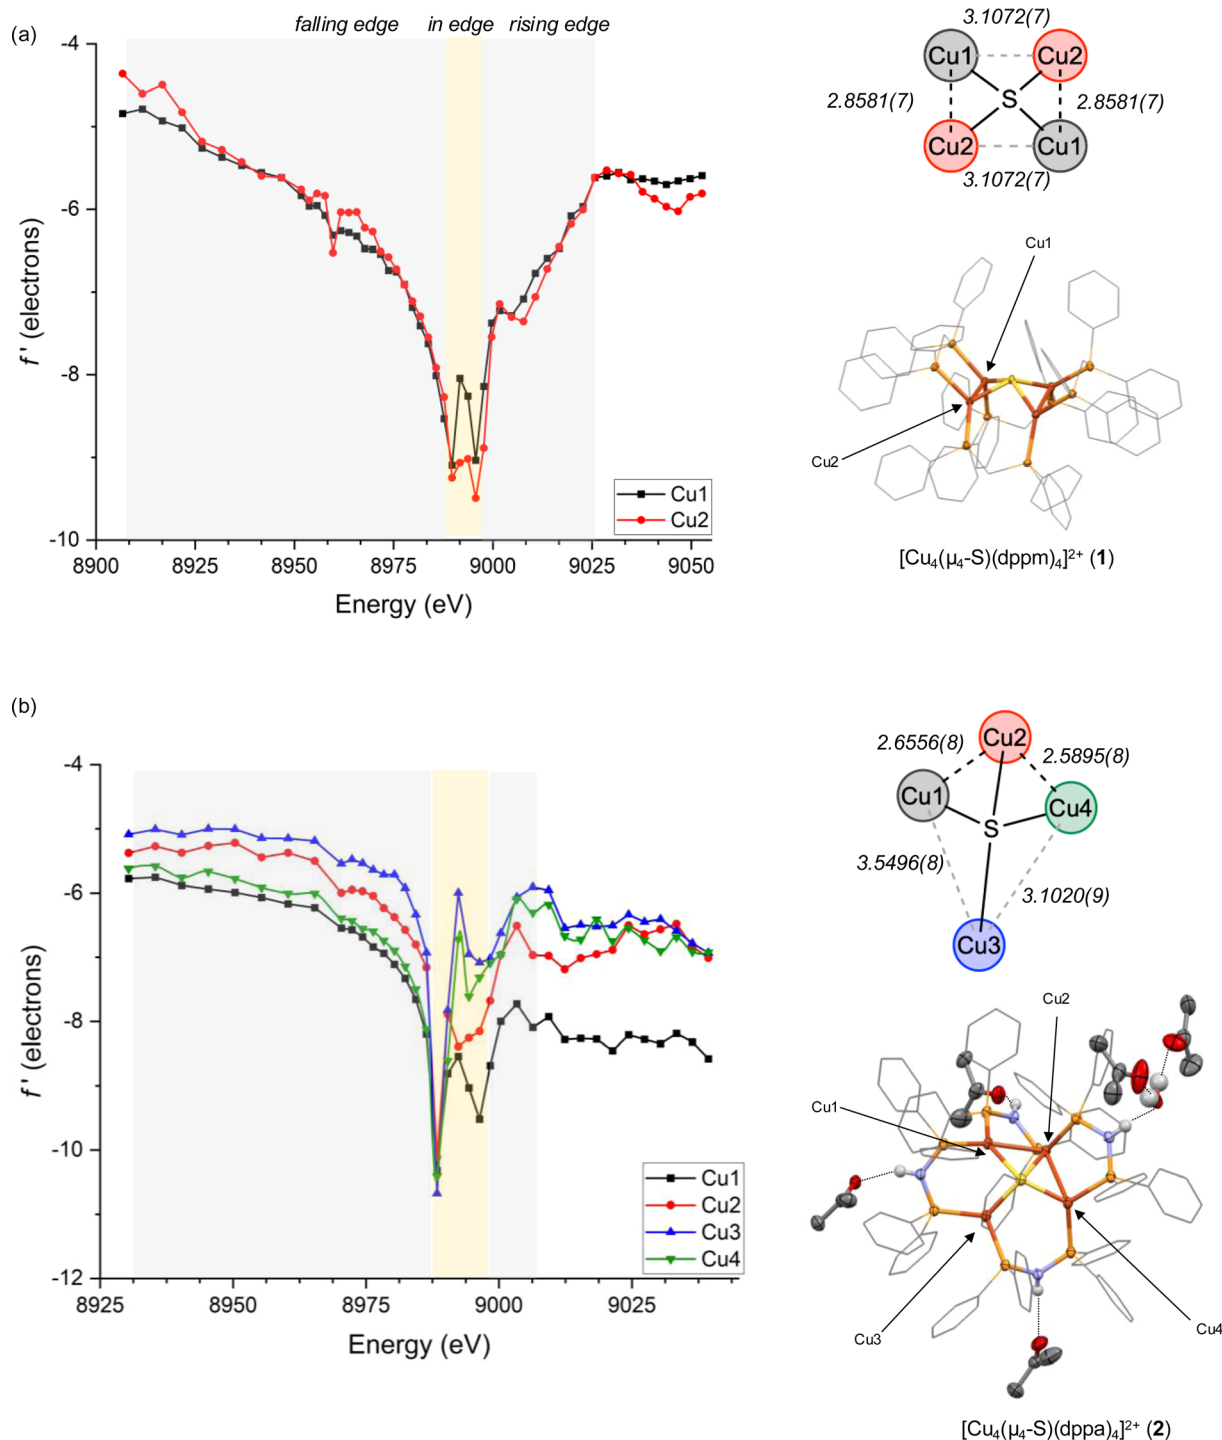 (a)
falling edge in edge rising edge
-4
-6
-8
-10
f' (electrons)
8900 8925 8950 8975 9000 9025 9050
Energy (eV)
Cu1
Cu2
3.1072(7)
Cu1 Cu2
2.8581(7) S 2.8581(7)
Cu2 Cu1
3.1072(7)
Cu1
Cu2
[Cu₄(μ₄-S)(dppm)₄]²⁺ (1)
(b)
-4
-6
-8
-10
-12
f' (electrons)
8925 8950 8975 9000 9025
Energy (eV)
Cu1
Cu2
Cu3
Cu4
Cu2
2.6556(8) 2.5895(8)
Cu1 Cu4
S
3.5496(8) 3.1020(9)
Cu3
Cu2
Cu1
Cu3 Cu4
[Cu₄(μ₄-S)(dppa)₄]²⁺ (2)